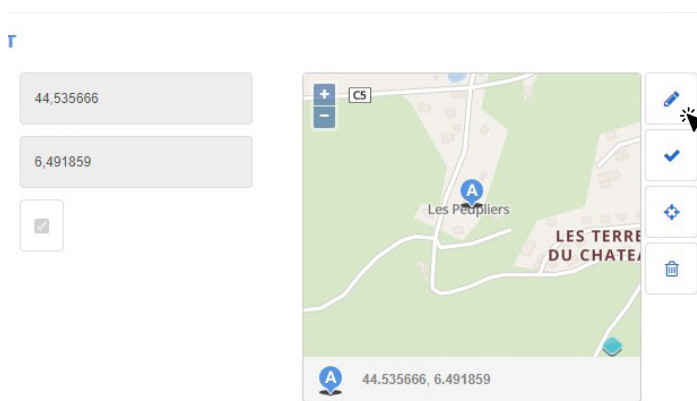 T
44,535666
6,491859
+
C5
−
A
Les Peupliers
LES TERRE
DU CHATEA
A
44.535666, 6.491859